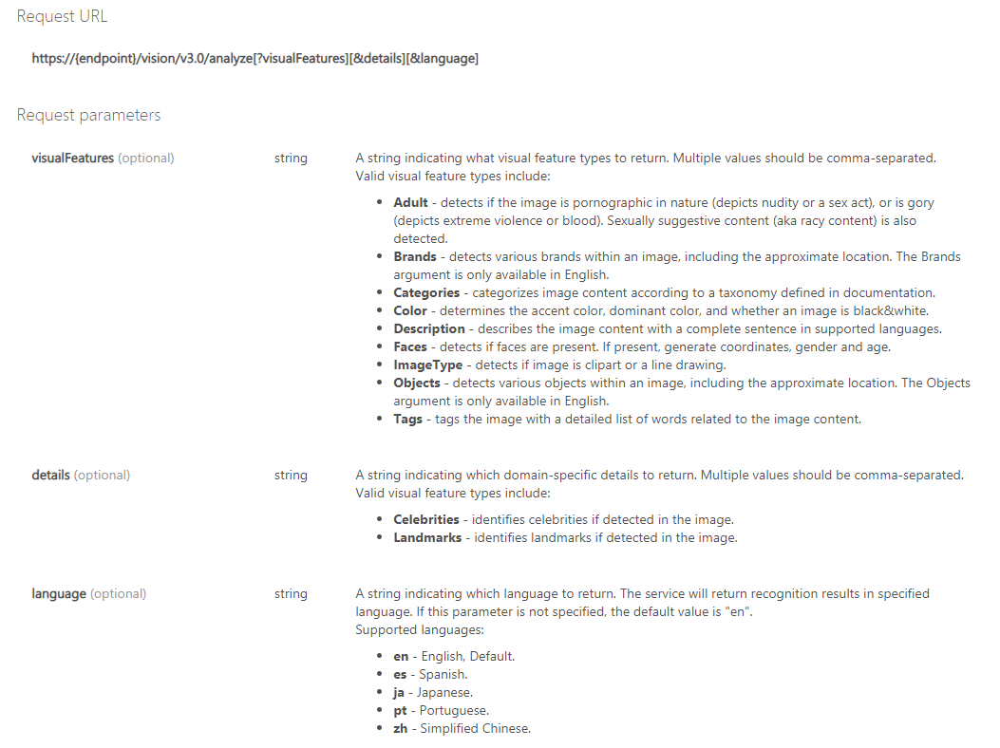 Request URL
https://{endpoint}/vision/v3.0/analyze[?visualFeatures][&details][&language]
Request parameters
visualFeatures (optional) string A string indicating what visual feature types to return. Multiple values should be comma-separated.
Valid visual feature types include:
• Adult - detects if the image is pornographic in nature (depicts nudity or a sex act), or is gory
(depicts extreme violence or blood). Sexually suggestive content (aka racy content) is also
detected.
• Brands - detects various brands within an image, including the approximate location. The Brands
argument is only available in English.
• Categories - categorizes image content according to a taxonomy defined in documentation.
• Color - determines the accent color, dominant color, and whether an image is black&white.
• Description - describes the image content with a complete sentence in supported languages.
• Faces - detects if faces are present. If present, generate coordinates, gender and age.
• ImageType - detects if image is clipart or a line drawing.
• Objects - detects various objects within an image, including the approximate location. The Objects
argument is only available in English.
• Tags - tags the image with a detailed list of words related to the image content.
details (optional) string A string indicating which domain-specific details to return. Multiple values should be comma-separated.
Valid visual feature types include:
• Celebrities - identifies celebrities if detected in the image.
• Landmarks - identifies landmarks if detected in the image.
language (optional) string A string indicating which language to return. The service will return recognition results in specified
language. If this parameter is not specified, the default value is "en".
Supported languages:
• en - English, Default.
• es - Spanish.
• ja - Japanese.
• pt - Portuguese.
• zh - Simplified Chinese.